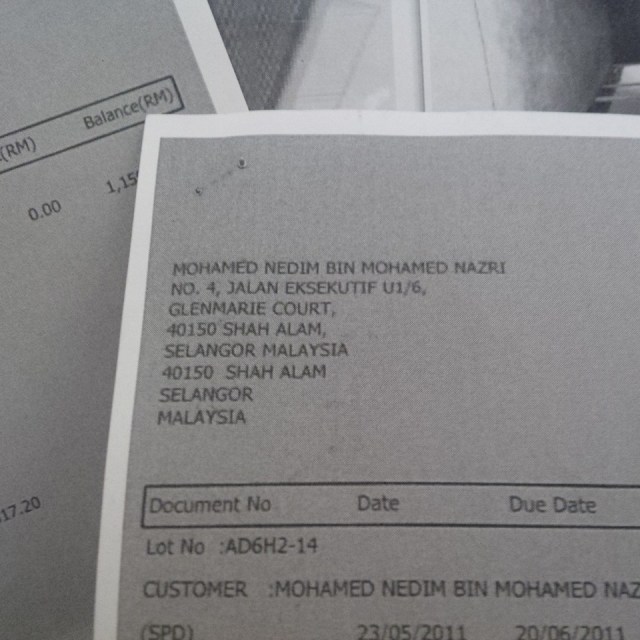 (RM) Balance(RM)
0.00
17.20
MOHAMED NEDIM BIN MOHAMED NAZRI
NO. 4, JALAN EKSEKUTIF U1/6,
GLENMARIE COURT,
40150 SHAH ALAM,
SELANGOR MALAYSIA
40150 SHAH ALAM
SELANGOR
MALAYSIA
Document No Date Due Date
Lot No :AD6H2-14
CUSTOMER :MOHAMED NEDIM BIN MOHAMED NAZ
(SPD) 23/05/2011 20/06/2011